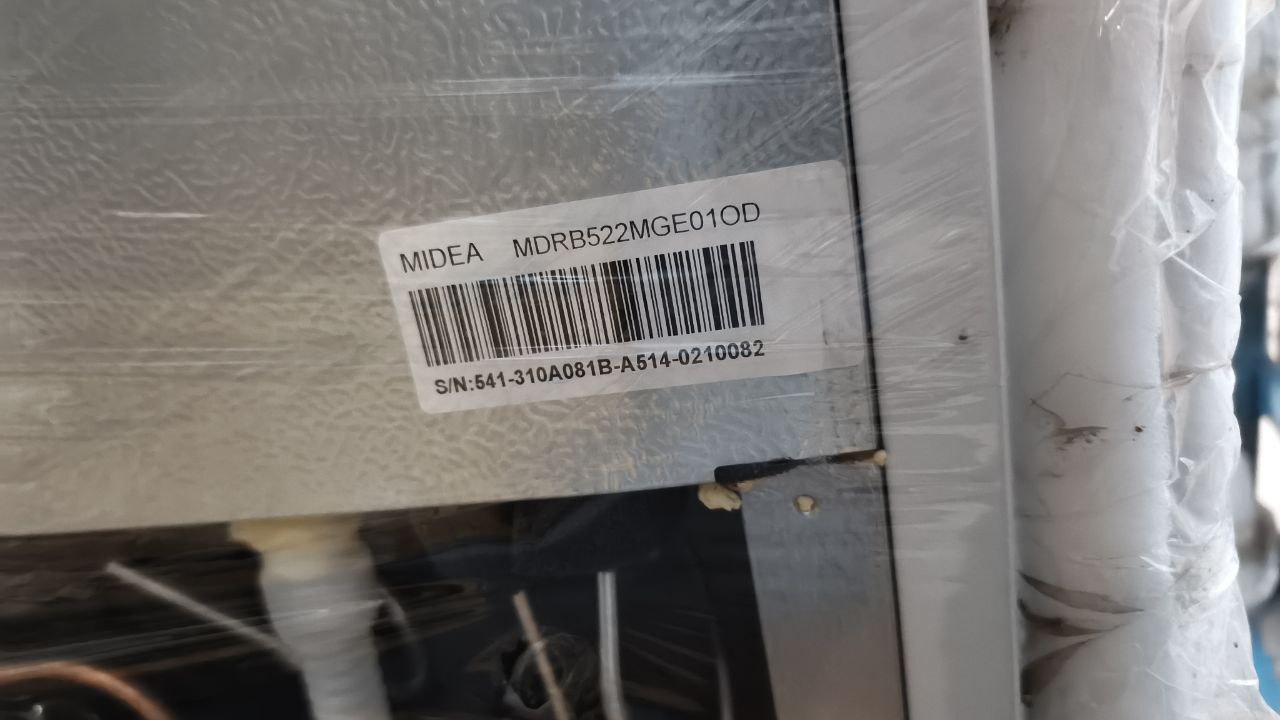 MIDEA MDRB522MGE01OD
S/N:541-310A081B-A514-0210082